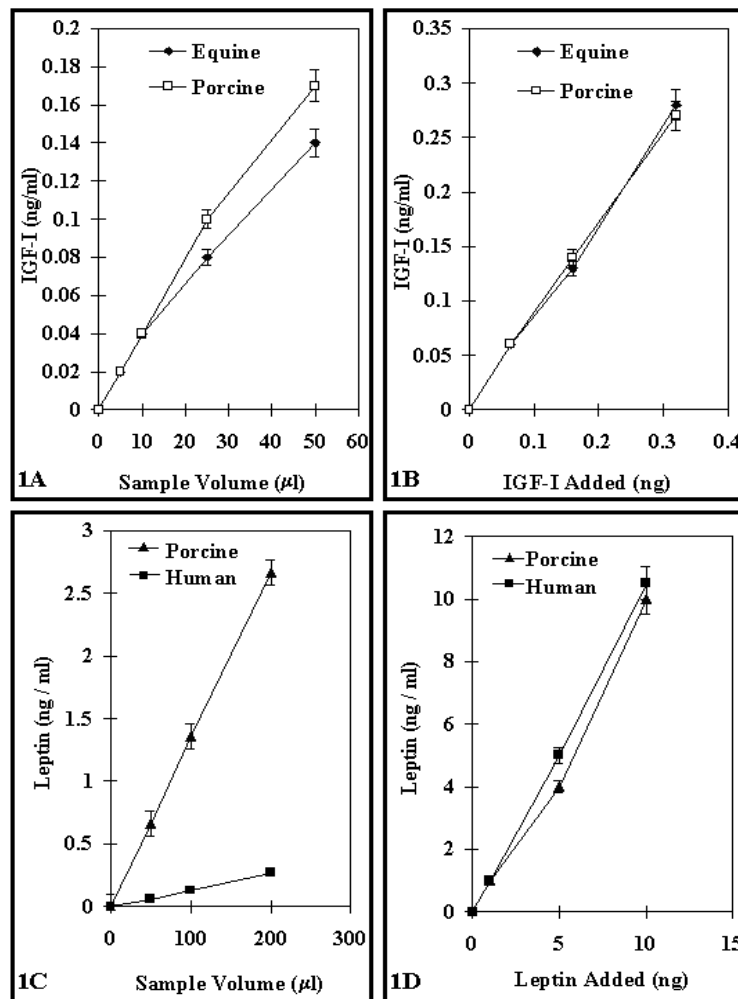 0.2
0.18
0.16
0.14
0.12
0.1
0.08
0.06
0.04
0.02
0
IGF-I (ng/ml)
Equine
Porcine
0 10 20 30 40 50 60
1A
Sample Volume (µl)
0.35
0.3
0.25
0.2
0.15
0.1
0.05
0
IGF-I (ng/ml)
Equine
Porcine
0 0.1 0.2 0.3 0.4
1B
IGF-I Added (ng)
3
2.5
2
1.5
1
0.5
0
Leptin (ng / ml)
Porcine
Human
0 100 200 300
1C
Sample Volume (µl)
12
10
8
6
4
2
0
Leptin (ng / ml)
Porcine
Human
0 5 10 15
1D
Leptin Added (ng)